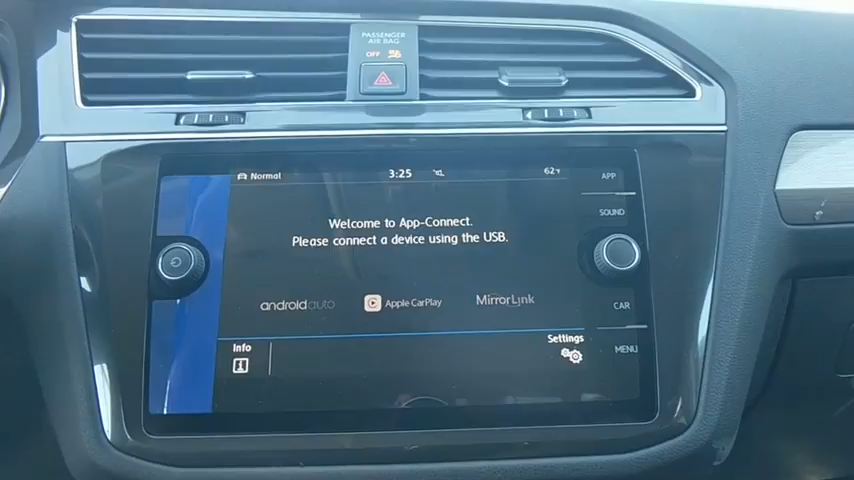 PASSENGER
AIR BAG
OFF
Normal
3:25
62°F
APP
SOUND
Welcome to App-Connect.
Please connect a device using the USB.
androidauto
Apple CarPlay
MirrorLink
CAR
Info
Settings
MENU